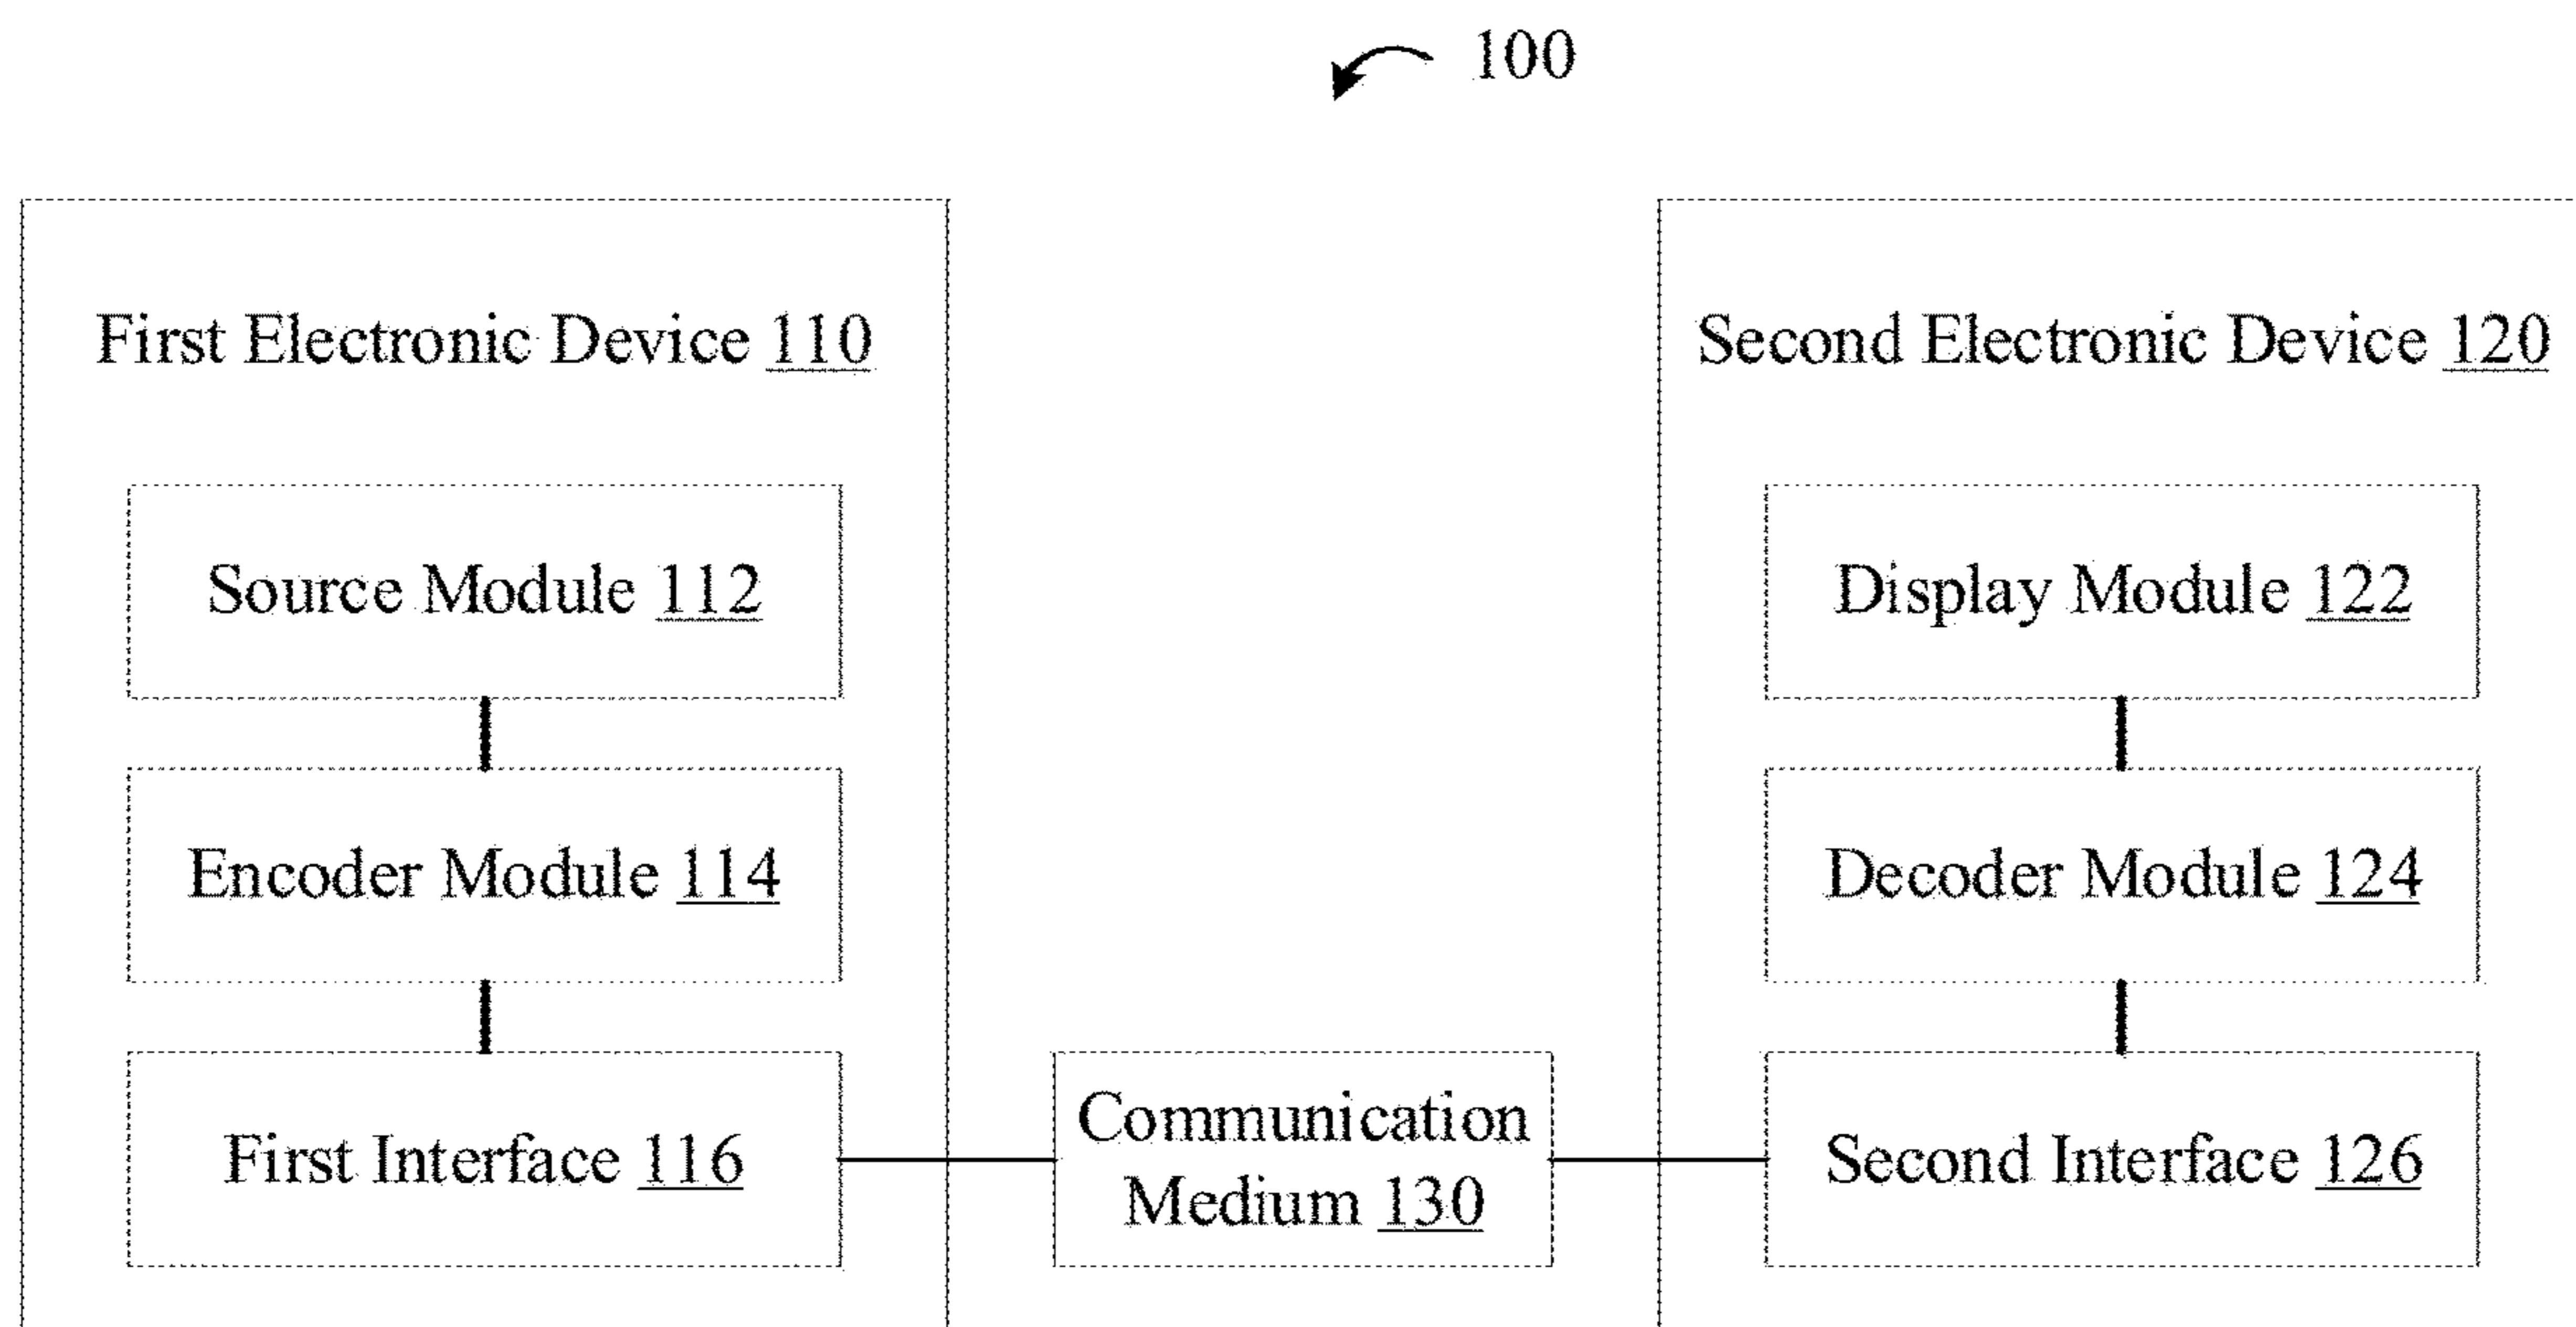 100
First Electronic Device 110
Source Module 112
Encoder Module 114
First Interface 116
Communication
Medium 130
Second Electronic Device 120
Display Module 122
Decoder Module 124
Second Interface 126